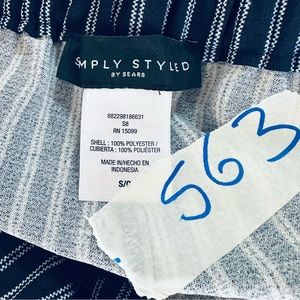 SIMPLY STYLED
BY SEARS
882298186631
S8
RN 15099
SHELL : 100% POLYESTER /
CUBIERTA : 100% POLIÉSTER
MADE IN/HECHO EN
INDONESIA
563